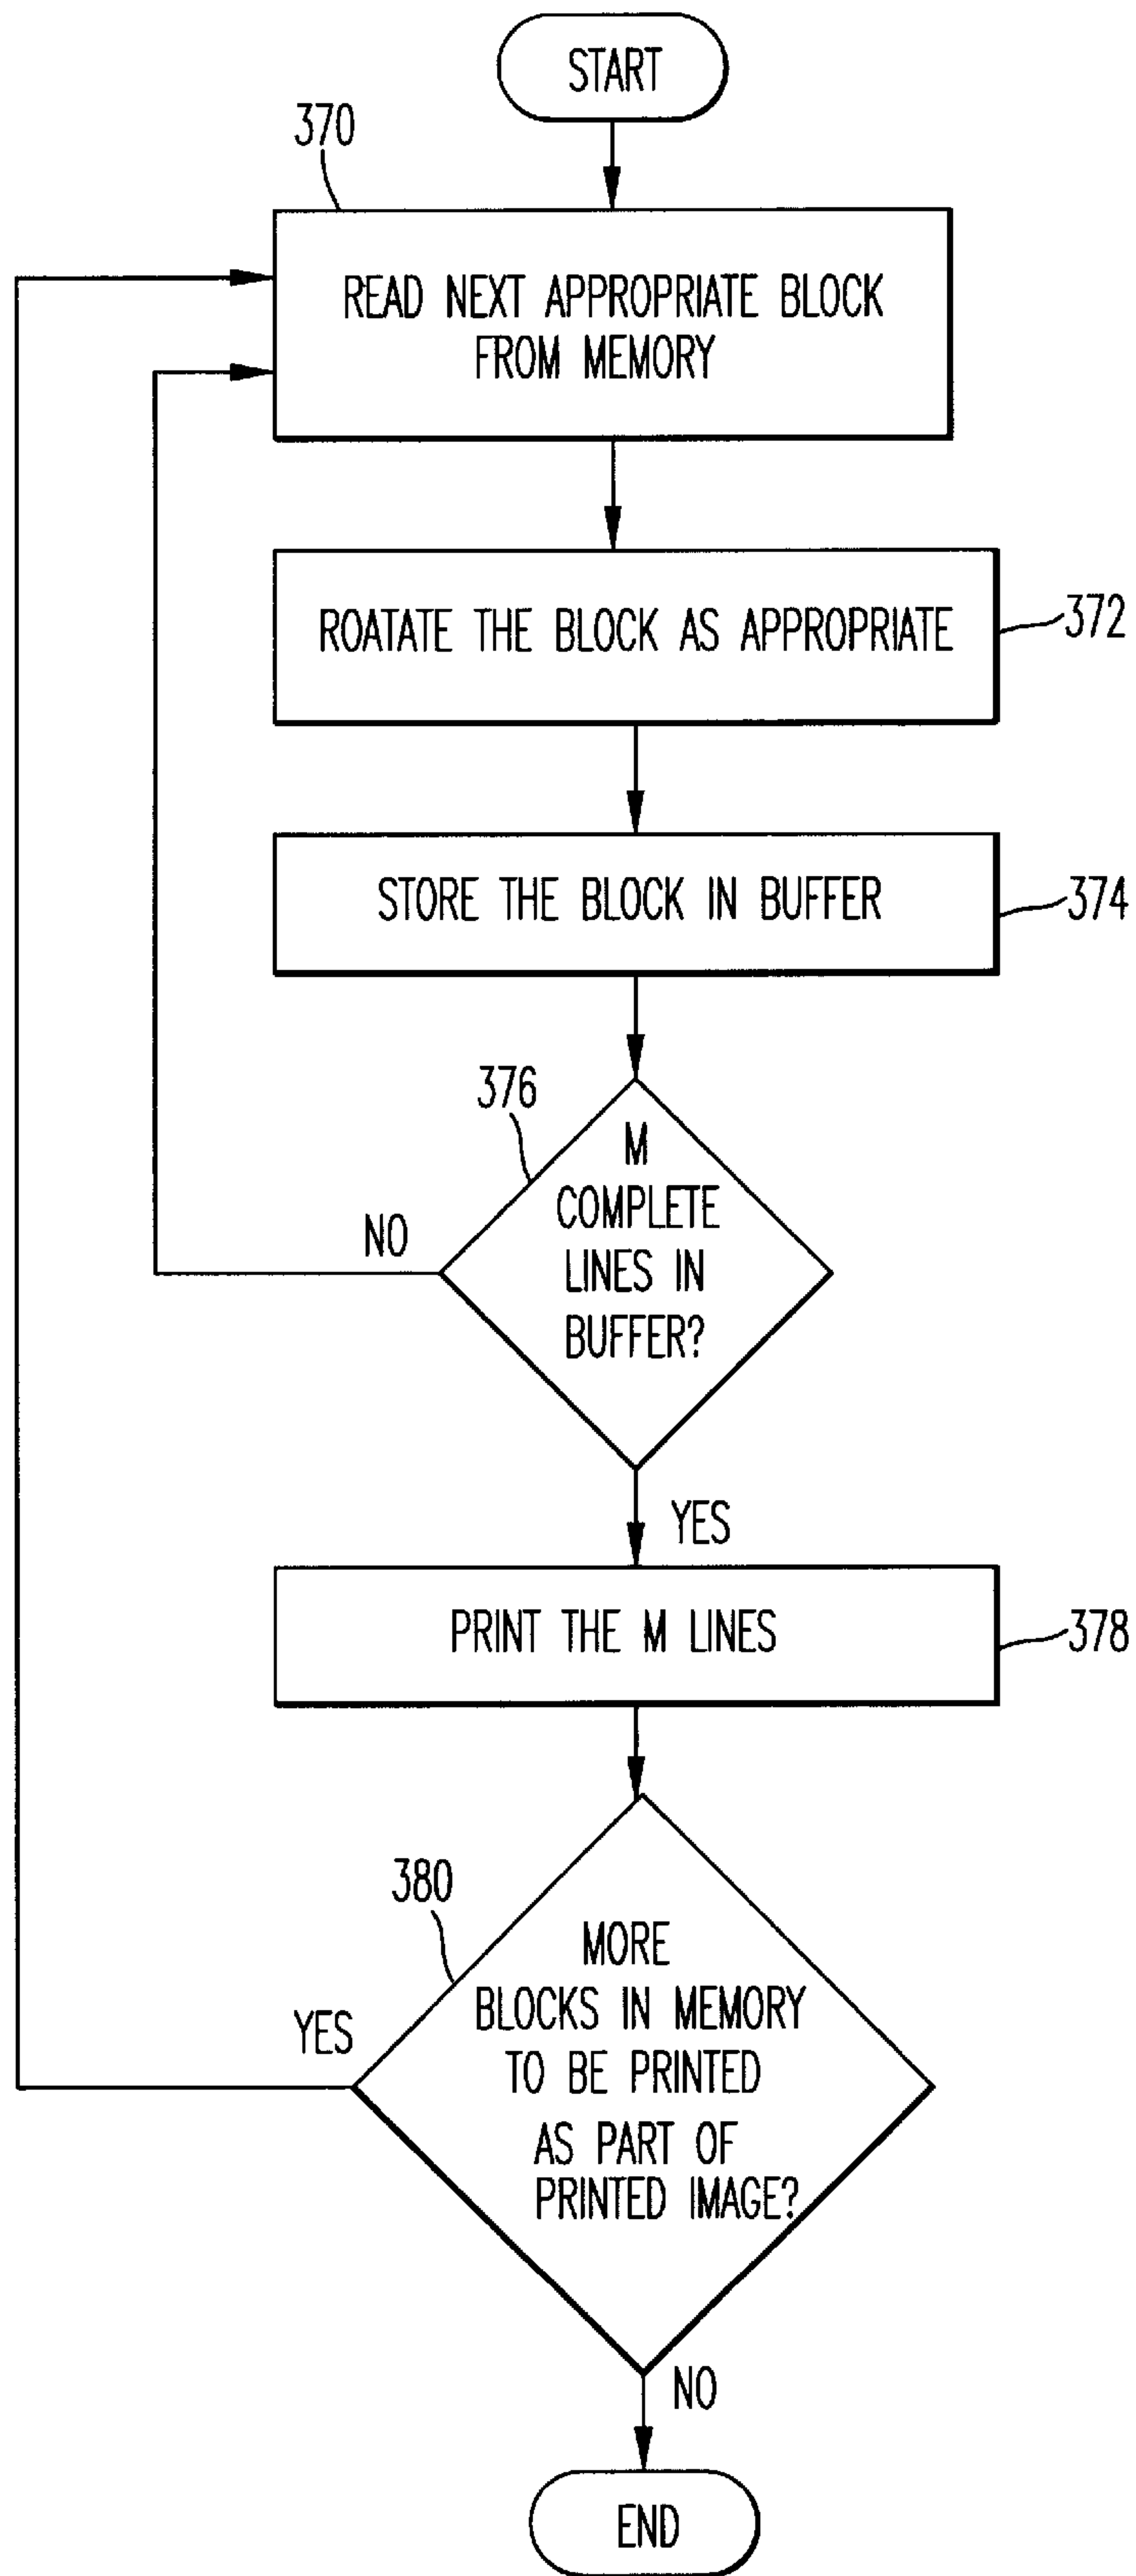 START
370
READ NEXT APPROPRIATE BLOCK
FROM MEMORY
ROATATE THE BLOCK AS APPROPRIATE
372
STORE THE BLOCK IN BUFFER
374
376
M
COMPLETE
LINES IN
BUFFER?
NO
YES
PRINT THE M LINES
378
380
MORE
BLOCKS IN MEMORY
TO BE PRINTED
AS PART OF
PRINTED IMAGE?
YES
NO
END